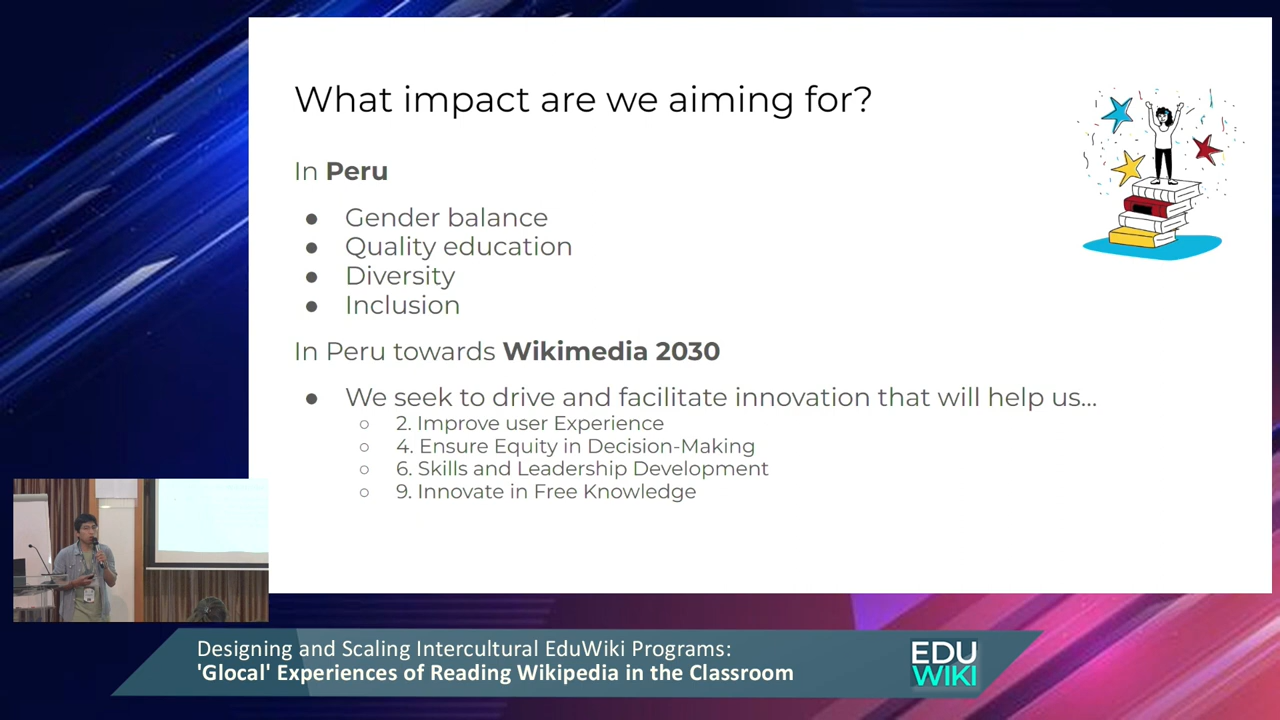 What impact are we aiming for?
In Peru
● Gender balance
● Quality education
● Diversity
● Inclusion
In Peru towards Wikimedia 2030
● We seek to drive and facilitate innovation that will help us...
○ 2. Improve user Experience
○ 4. Ensure Equity in Decision-Making
○ 6. Skills and Leadership Development
○ 9. Innovate in Free Knowledge
Designing and Scaling Intercultural EduWiki Programs:
'Glocal' Experiences of Reading Wikipedia in the Classroom
EDU
WIKI